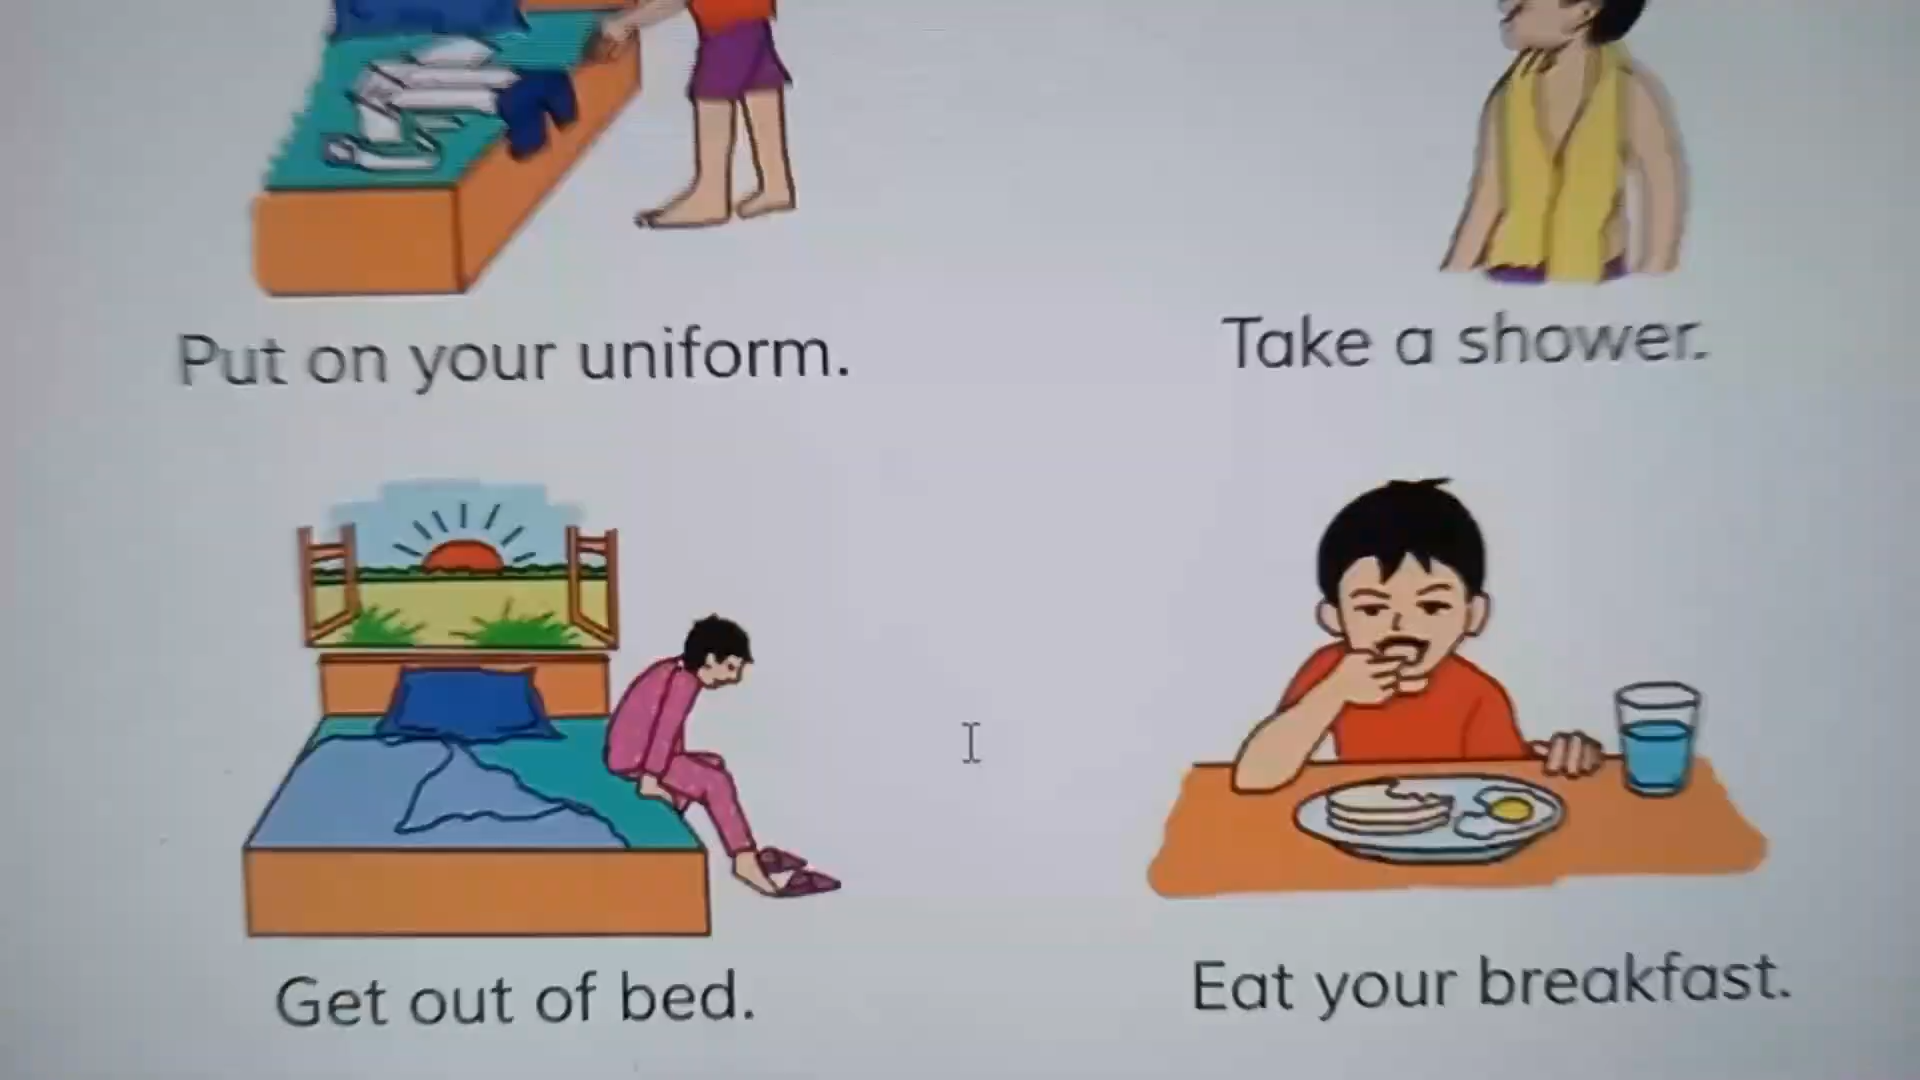 Put on your uniform.
Take a shower.
Get out of bed.
Eat your breakfast.